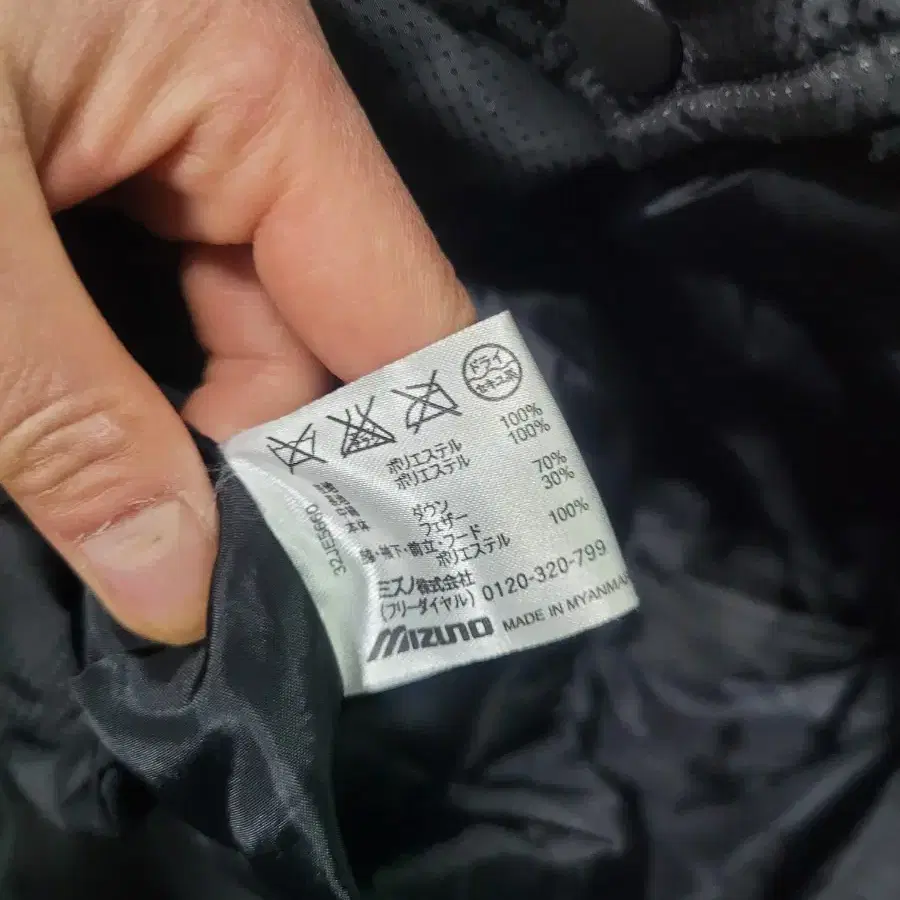 ドライ
セキユ系
ポリエステル 100%
ポリエステル 100%
本体
ダウン 70%
フェザー 30%
ポリエステル 100%
ミズノ株式会社
(フリーダイヤル) 0120-320-799
MIZUNO MADE IN MYANMA
32JE5660